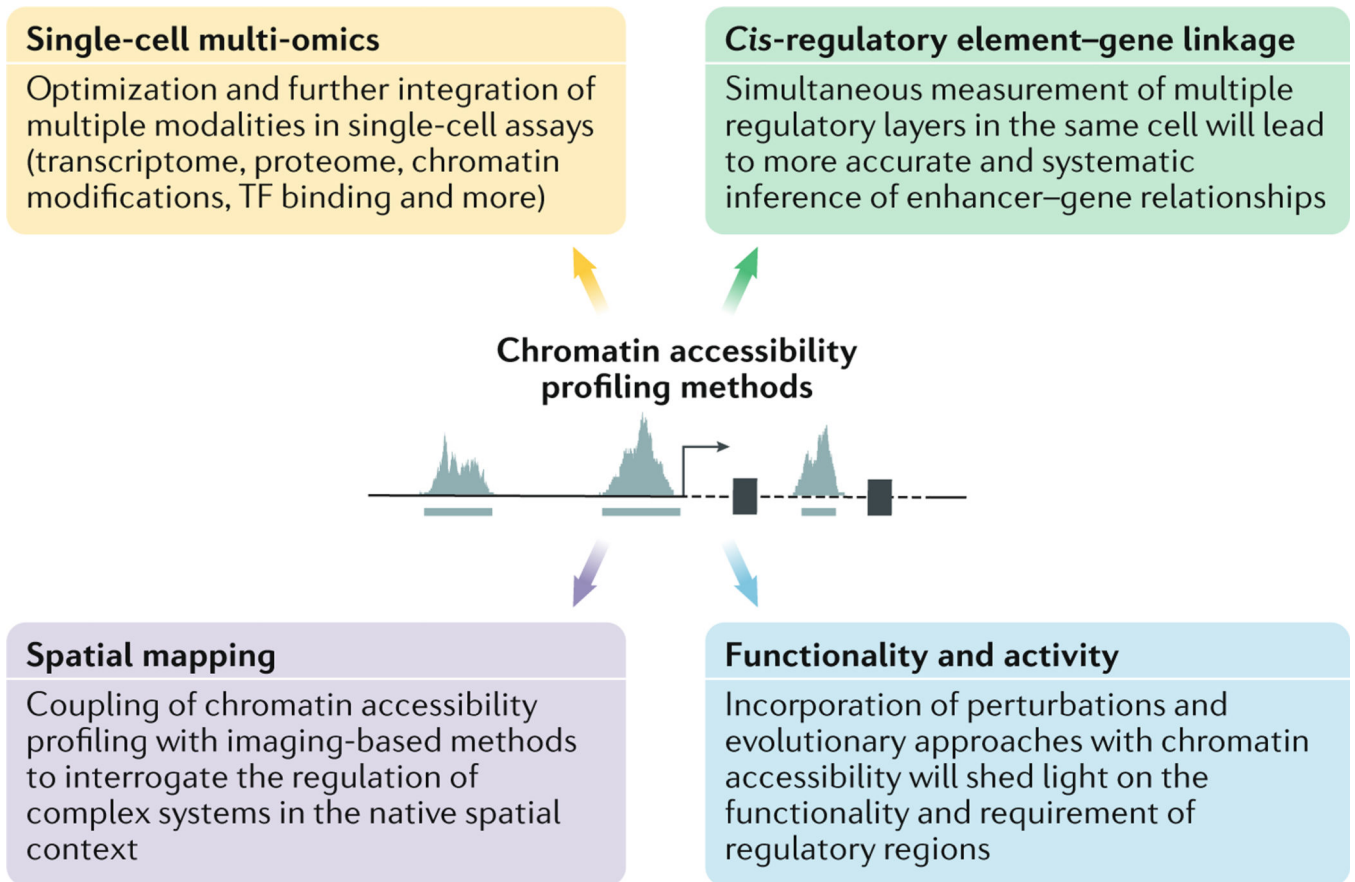 Single-cell multi-omics
Optimization and further integration of
multiple modalities in single-cell assays
(transcriptome, proteome, chromatin
modifications, TF binding and more)
Cis-regulatory element–gene linkage
Simultaneous measurement of multiple
regulatory layers in the same cell will lead
to more accurate and systematic
inference of enhancer–gene relationships
Chromatin accessibility
profiling methods
Spatial mapping
Coupling of chromatin accessibility
profiling with imaging-based methods
to interrogate the regulation of
complex systems in the native spatial
context
Functionality and activity
Incorporation of perturbations and
evolutionary approaches with chromatin
accessibility will shed light on the
functionality and requirement of
regulatory regions